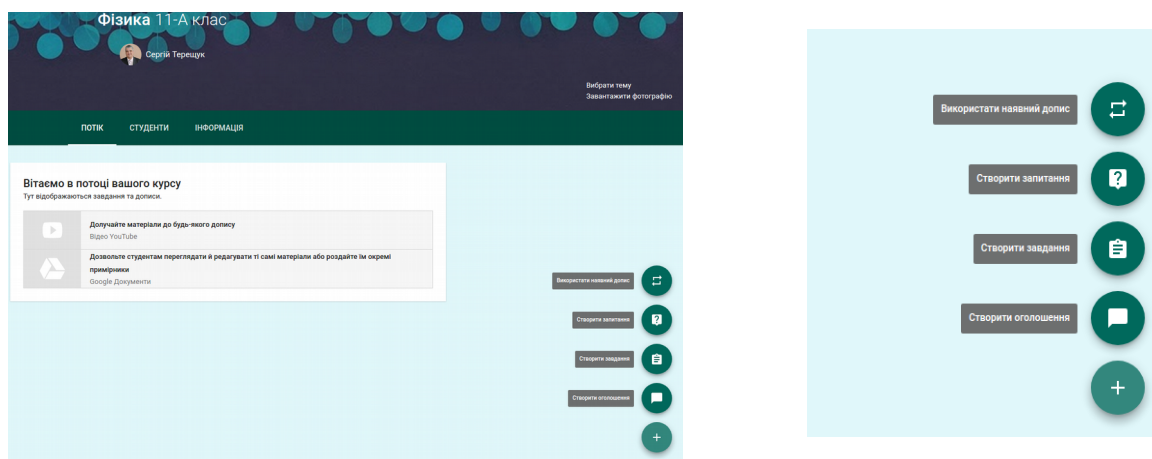 Фізика 11-А клас
Сергій Терещук
Вибрати тему
Завантажити фотографію
ПОТІК СТУДЕНТИ ІНФОРМАЦІЯ
Вітаємо в потоці вашого курсу
Тут відображаються завдання та дописи.
Долучайте матеріали до будь-якого допису
Відео YouTube
Дозвольте студентам переглядати й редагувати ті самі матеріали або роздайте їм окремі
примірники
Google Документи
Використати наявний допис
Створити запитання
Створити завдання
Створити оголошення
Використати наявний допис
Створити запитання
Створити завдання
Створити оголошення